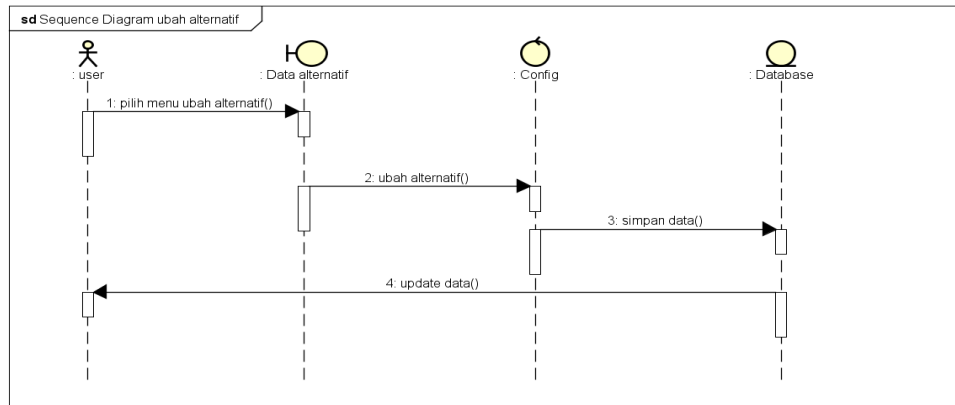 sd Sequence Diagram ubah alternatif
: user
: Data alternatif
: Config
: Database
1: pilih menu ubah alternatif()
2: ubah alternatif()
3: simpan data()
4: update data()